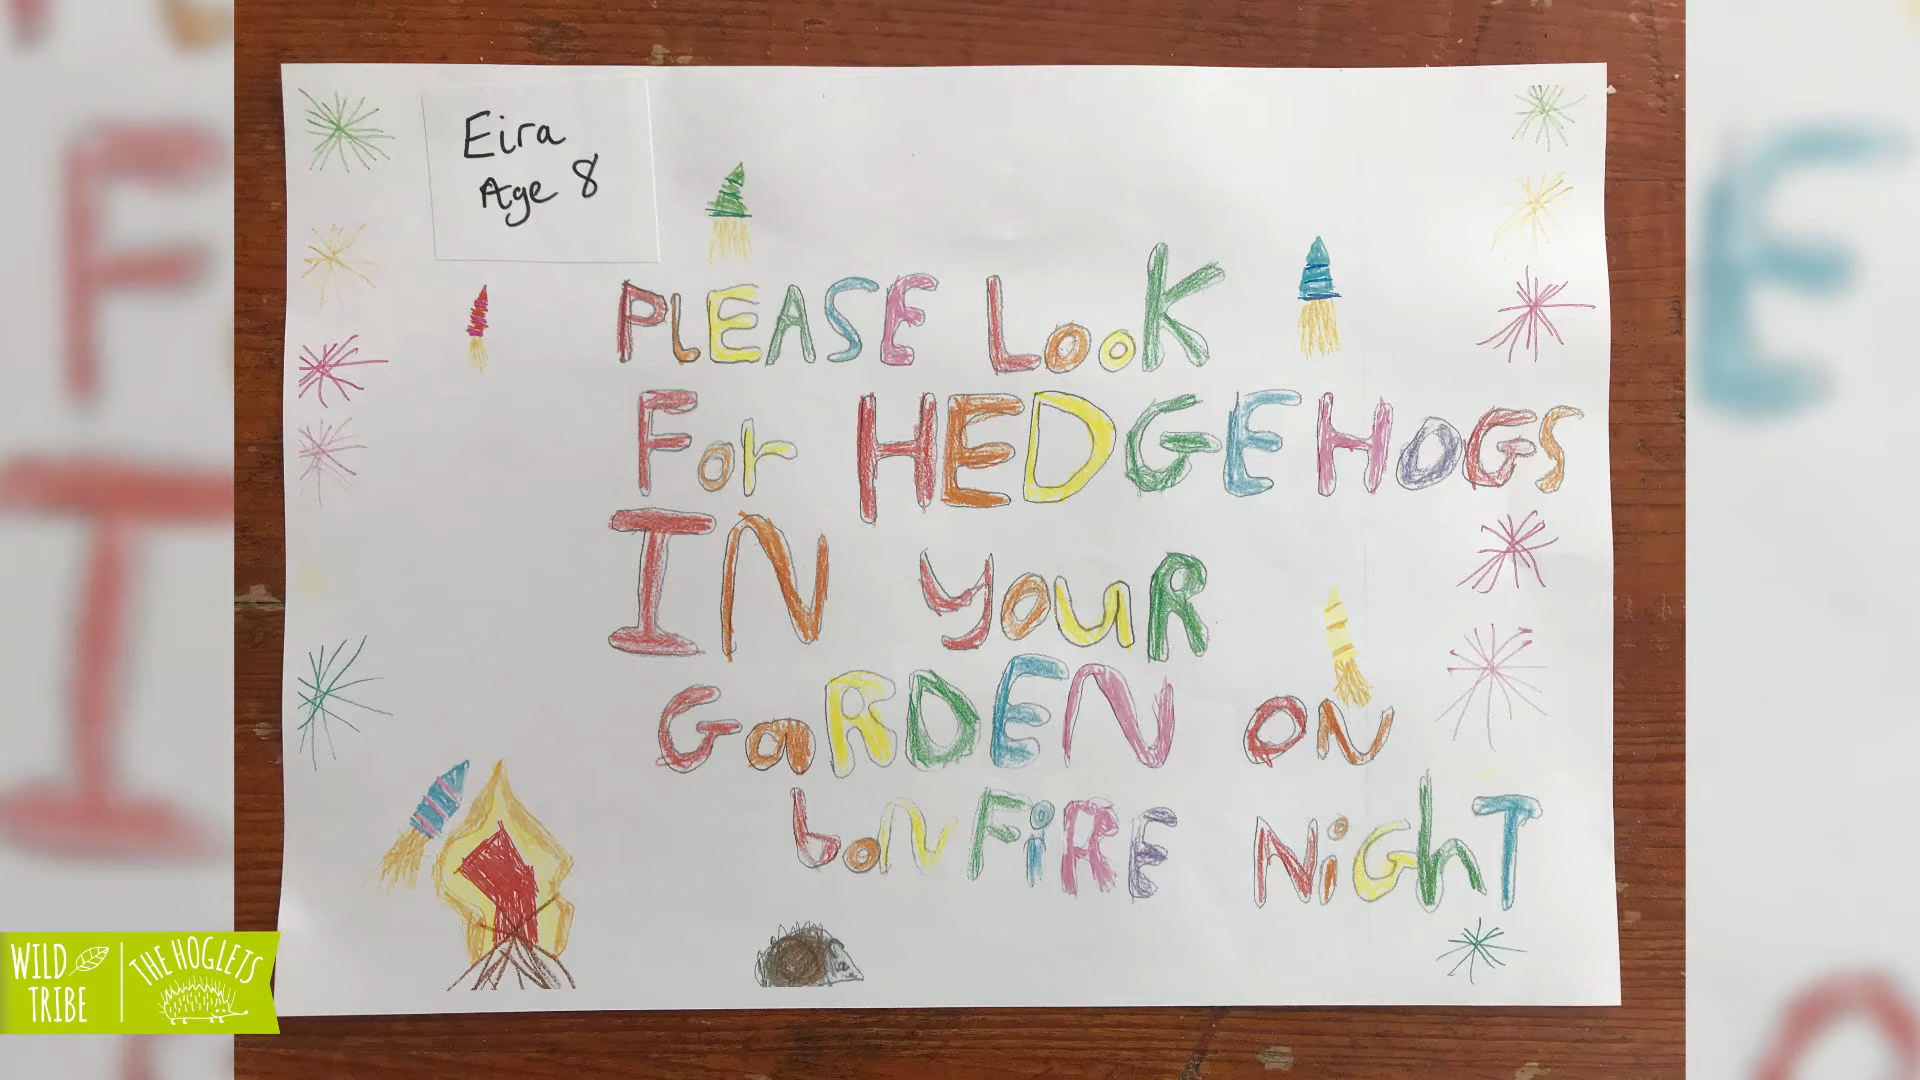 Eira
Age 8
PLEASE LooK
For HEDGEHOGS
IN YouR
GaRDEN ON
boNFiRE NiGhT
WILD
TRIBE
THE HOGLETS